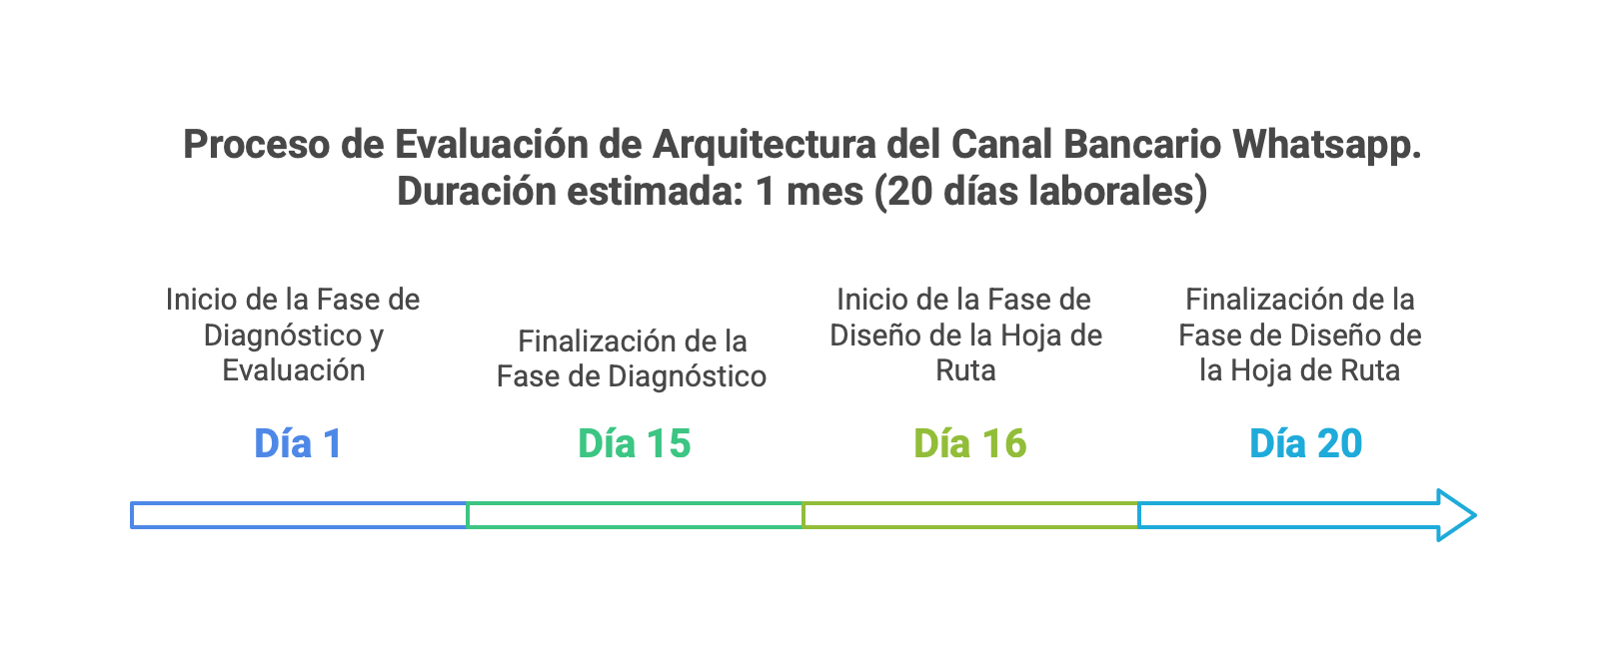 Proceso de Evaluación de Arquitectura del Canal Bancario Whatsapp.
Duración estimada: 1 mes (20 días laborales)
Inicio de la Fase de
Diagnóstico y
Evaluación
Día 1
Finalización de la
Fase de Diagnóstico
Día 15
Inicio de la Fase de
Diseño de la Hoja de
Ruta
Día 16
Finalización de la
Fase de Diseño de
la Hoja de Ruta
Día 20